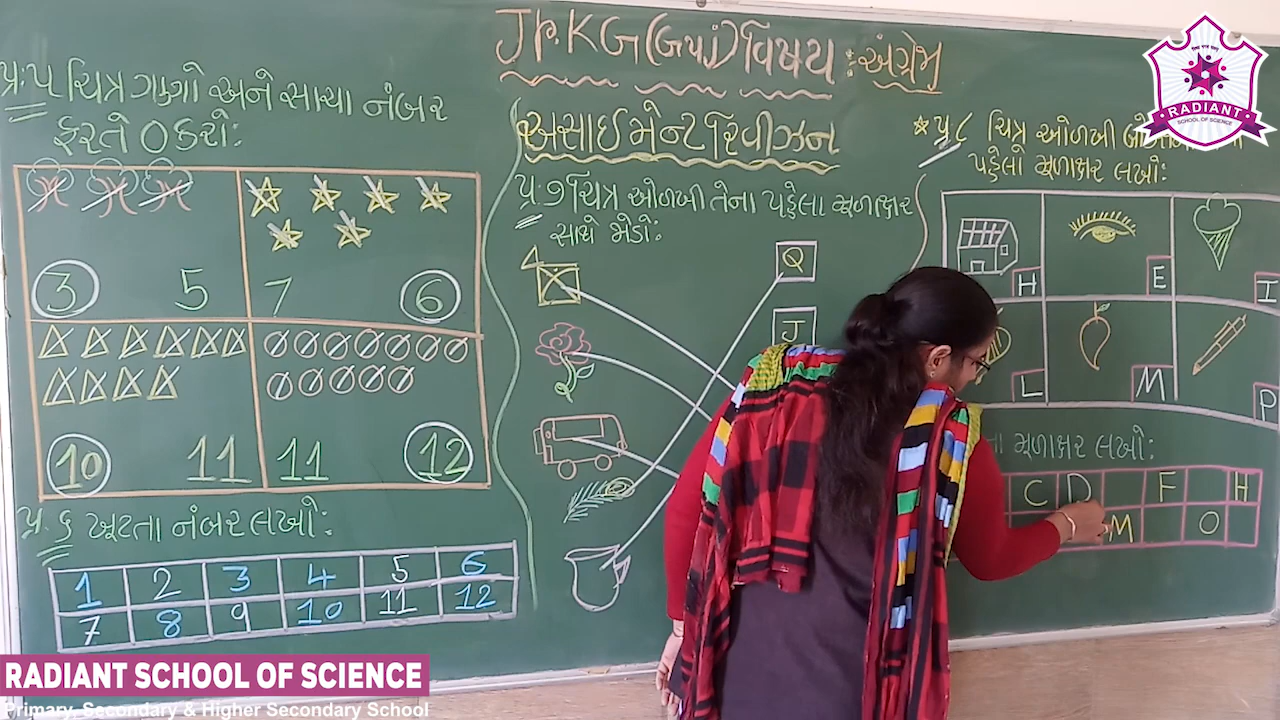 Jr. KG (ગુજ) વિષય : અંગ્રેજી
અસાઈમેન્ટ રિવીઝન
પ્ર:૫ ચિત્ર ગણો અને સાચા નંબર
ફરતે O કરો:
3 5 7 6
10 11 11 12
પ્ર. ૬ ખૂટતા નંબર લખો:
1 2 3 4 5 6
7 8 9 10 11 12
પ્ર. ૭ ચિત્ર ઓળખી તેના પહેલા મૂળાક્ષર
સાથે જોડો:
Q
J
પ્ર ૮ ચિત્ર ઓળખી
પહેલો મૂળાક્ષર લખો:
H E I
L M P
મૂળાક્ષર લખો:
C D F H
M O
RADIANT
SCHOOL OF SCIENCE
RADIANT SCHOOL OF SCIENCE
Primary, Secondary & Higher Secondary School